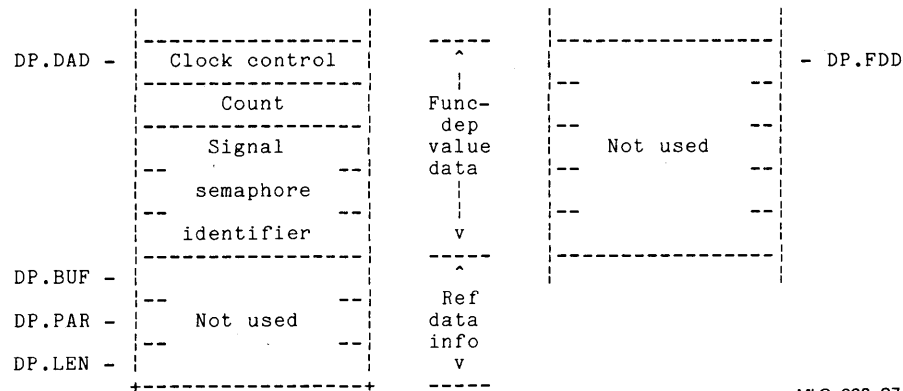 DP.DAD - Clock control ^ - DP.FDD
Count Func-
dep
Signal value Not used
data
semaphore
identifier v
DP.BUF - ^
Ref
DP.PAR - Not used data
info
DP.LEN - v